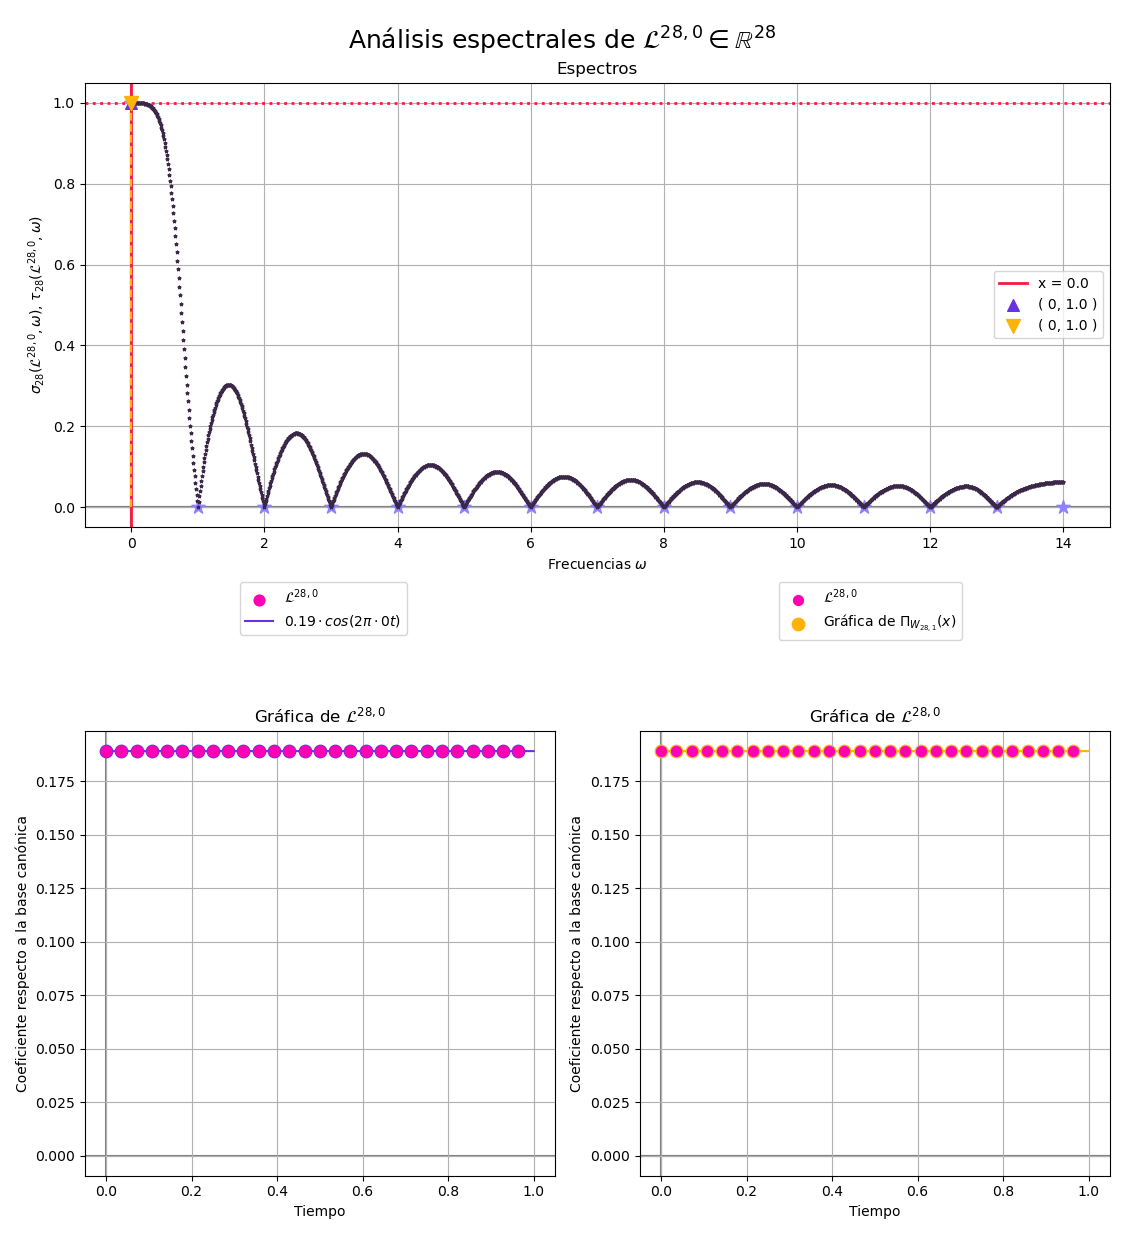 Análisis espectrales de ℒ^{28,0} ∈ ℝ^{28}
Espectros
1.0
0.8
0.6
0.4
0.2
0.0
σ_{28}(ℒ^{28,0}, ω), τ_{28}(ℒ^{28,0}, ω)
x = 0.0
( 0, 1.0 )
( 0, 1.0 )
0 2 4 6 8 10 12 14
Frecuencias ω
ℒ^{28,0}
0.19 · cos(2π · 0t)
ℒ^{28,0}
Gráfica de Π_{W_{28,1}}(x)
Gráfica de ℒ^{28,0}
0.175
0.150
0.125
0.100
0.075
0.050
0.025
0.000
Coeficiente respecto a la base canónica
0.0 0.2 0.4 0.6 0.8 1.0
Tiempo
Gráfica de ℒ^{28,0}
0.175
0.150
0.125
0.100
0.075
0.050
0.025
0.000
Coeficiente respecto a la base canónica
0.0 0.2 0.4 0.6 0.8 1.0
Tiempo